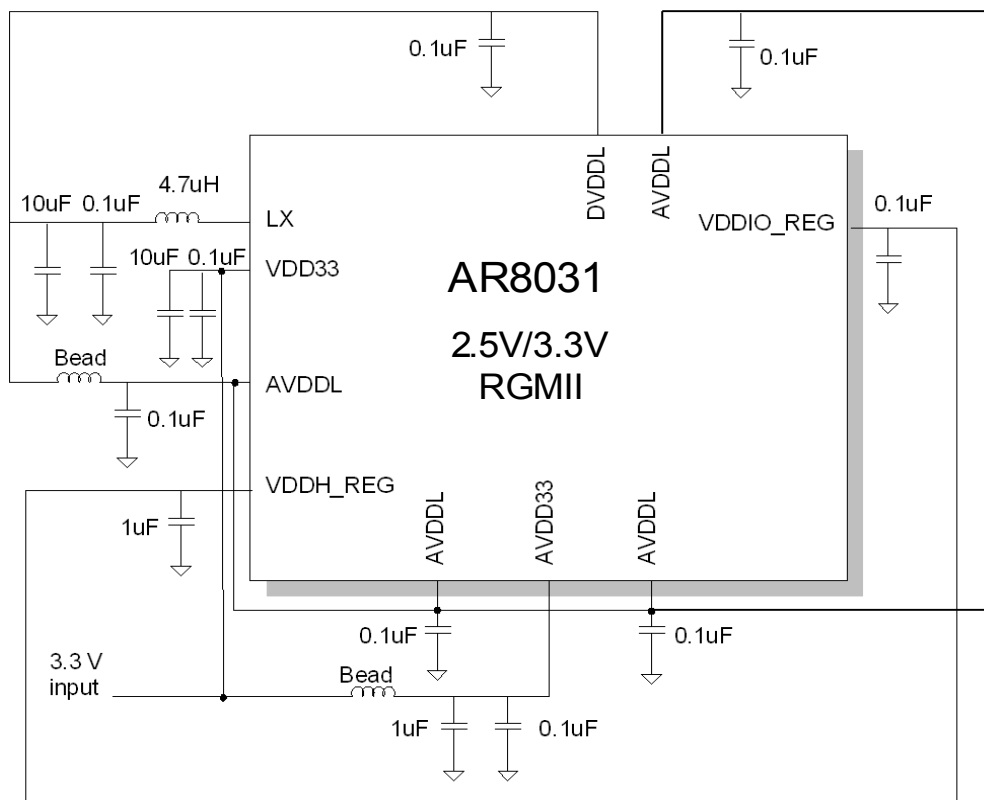 0.1uF
0.1uF
DVDDL
AVDDL
4.7uH
10uF 0.1uF
LX
VDDIO_REG
0.1uF
10uF 0.1uF
VDD33
AR8031
2.5V/3.3V
RGMII
Bead
AVDDL
0.1uF
VDDH_REG
1uF
AVDDL
AVDD33
AVDDL
0.1uF
0.1uF
3.3 V
input
Bead
1uF
0.1uF